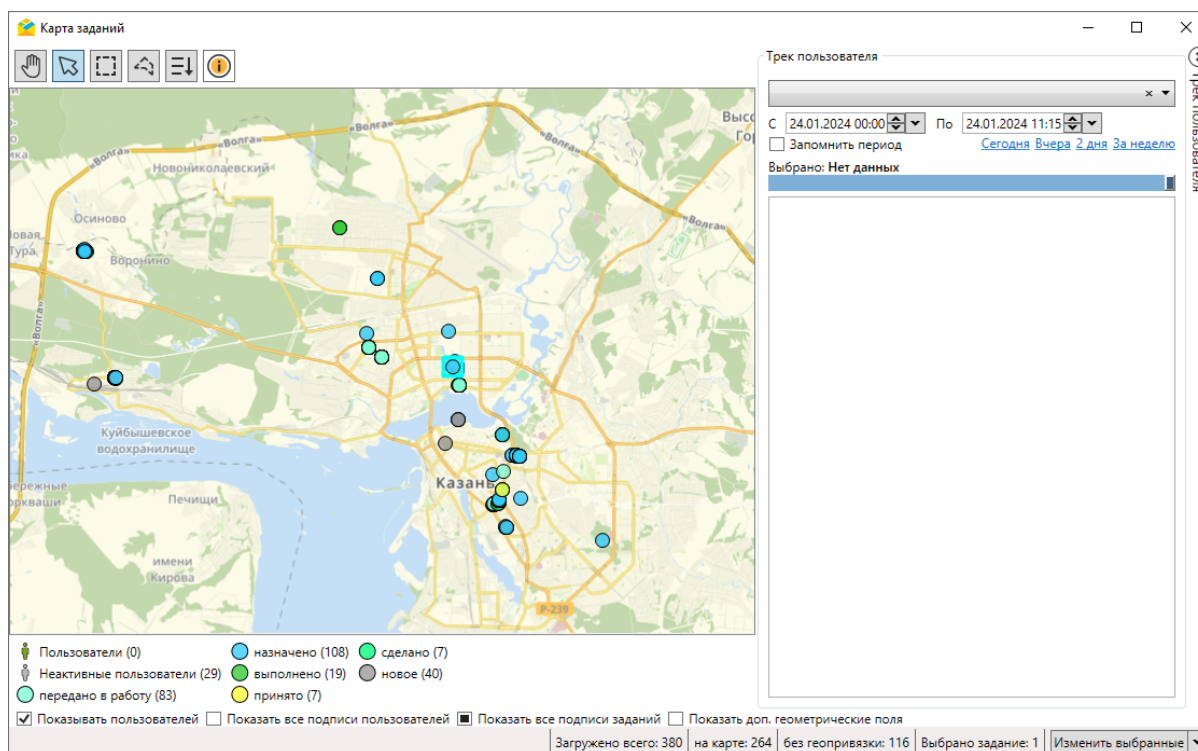 Карта заданий
Трек пользователя
С 24.01.2024 00:00 По 24.01.2024 11:15
Запомнить период Сегодня Вчера 2 дня За неделю
Выбрано: Нет данных
Трек пользователя
«Волга»
«Волга»
«Волга»
«Волга»
«Волга»
Новониколаевский
Осиново
Воронино
Куйбышевское
водохранилище
Казань
Печищи
имени
Кирова
Р-239
Пользователи (0)
Неактивные пользователи (29)
передано в работу (83)
назначено (108)
выполнено (19)
принято (7)
сделано (7)
новое (40)
Показывать пользователей Показать все подписи пользователей Показать все подписи заданий Показать доп. геометрические поля
Загружено всего: 380 на карте: 264 без геопривязки: 116 Выбрано задание: 1 Изменить выбранные